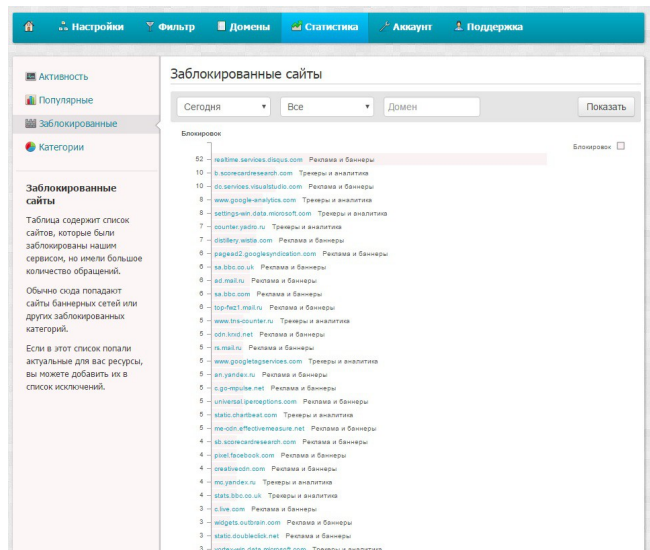 Настройки Фильтр Домены Статистика Аккаунт Поддержка
Активность
Популярные
Заблокированные
Категории
Заблокированные
сайты
Таблица содержит список
сайтов, которые были
заблокированы нашим
сервисом, но имели большое
количество обращений.
Обычно сюда попадают
сайты баннерных сетей или
других заблокированных
категорий.
Если в этот список попали
актуальные для вас ресурсы,
вы можете добавить их в
список исключений.
Заблокированные сайты
Сегодня Все Домен Показать
Блокировок
Блокировок
52 realtime.services.disqus.com Реклама и баннеры
10 b.scorecardresearch.com Трекеры и аналитика
10 dc.services.visualstudio.com Реклама и баннеры
8 www.google-analytics.com Трекеры и аналитика
8 settings-win.data.microsoft.com Трекеры и аналитика
7 counter.yadro.ru Трекеры и аналитика
7 distillery.wistia.com Реклама и баннеры
6 pagead2.googlesyndication.com Реклама и баннеры
6 sa.bbc.co.uk Реклама и баннеры
6 ad.mail.ru Реклама и баннеры
6 sa.bbc.com Реклама и баннеры
6 top-fwz1.mail.ru Реклама и баннеры
5 www.tns-counter.ru Трекеры и аналитика
5 cdn.krxd.net Реклама и баннеры
5 rs.mail.ru Реклама и баннеры
5 www.googletagservices.com Трекеры и аналитика
5 an.yandex.ru Реклама и баннеры
5 c.go-mpulse.net Реклама и баннеры
5 universal.iperceptions.com Реклама и баннеры
5 static.chartbeat.com Трекеры и аналитика
5 me-cdn.effectivemeasure.net Реклама и баннеры
4 sb.scorecardresearch.com Реклама и баннеры
4 pixel.facebook.com Реклама и баннеры
4 creativecdn.com Реклама и баннеры
4 mc.yandex.ru Трекеры и аналитика
4 stats.bbc.co.uk Трекеры и аналитика
3 c.live.com Реклама и баннеры
3 widgets.outbrain.com Реклама и баннеры
3 static.doubleclick.net Реклама и баннеры
3 vortex-win.data.microsoft.com Трекеры и аналитика